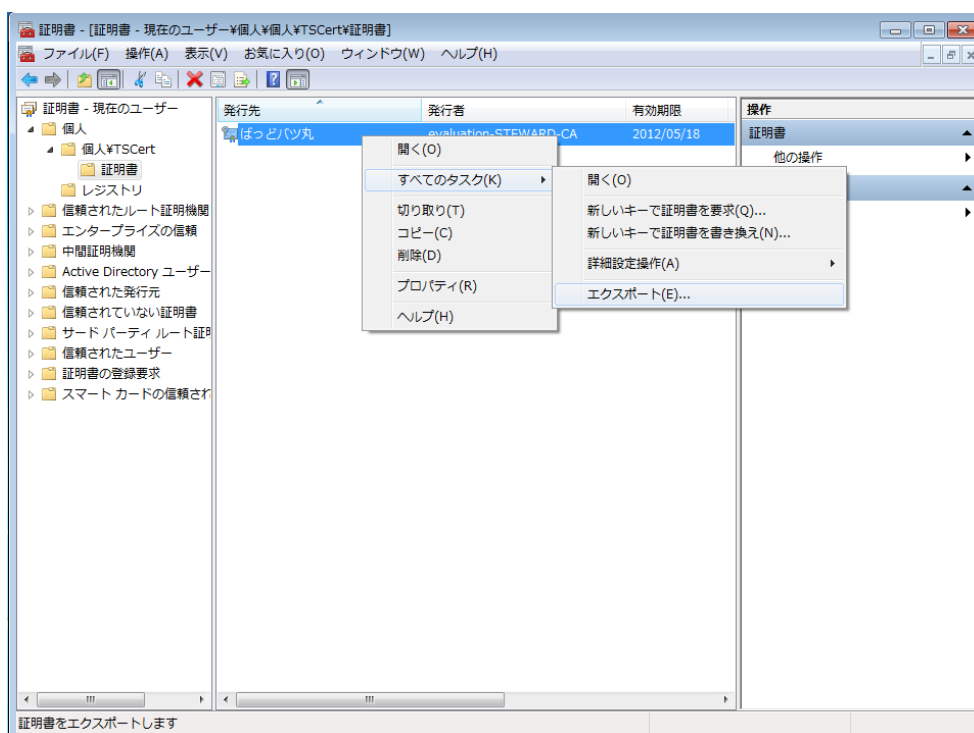 証明書 - [証明書 - 現在のユーザー¥個人¥個人¥TSCert¥証明書]
ファイル(F) 操作(A) 表示(V) お気に入り(O) ウィンドウ(W) ヘルプ(H)
証明書 - 現在のユーザー
個人
個人¥TSCert
証明書
レジストリ
信頼されたルート証明機関
エンタープライズの信頼
中間証明機関
Active Directory ユーザー
信頼された発行元
信頼されていない証明書
サード パーティ ルート証明
信頼されたユーザー
証明書の登録要求
スマート カードの信頼され
発行先 発行者 有効期限
ばっどバツ丸 evaluation-STEWARD-CA 2012/05/18
開く(O)
すべてのタスク(K)
切り取り(T)
コピー(C)
削除(D)
プロパティ(R)
ヘルプ(H)
開く(O)
新しいキーで証明書を要求(Q)...
新しいキーで証明書を書き換え(N)...
詳細設定操作(A)
エクスポート(E)...
操作
証明書
他の操作
証明書をエクスポートします